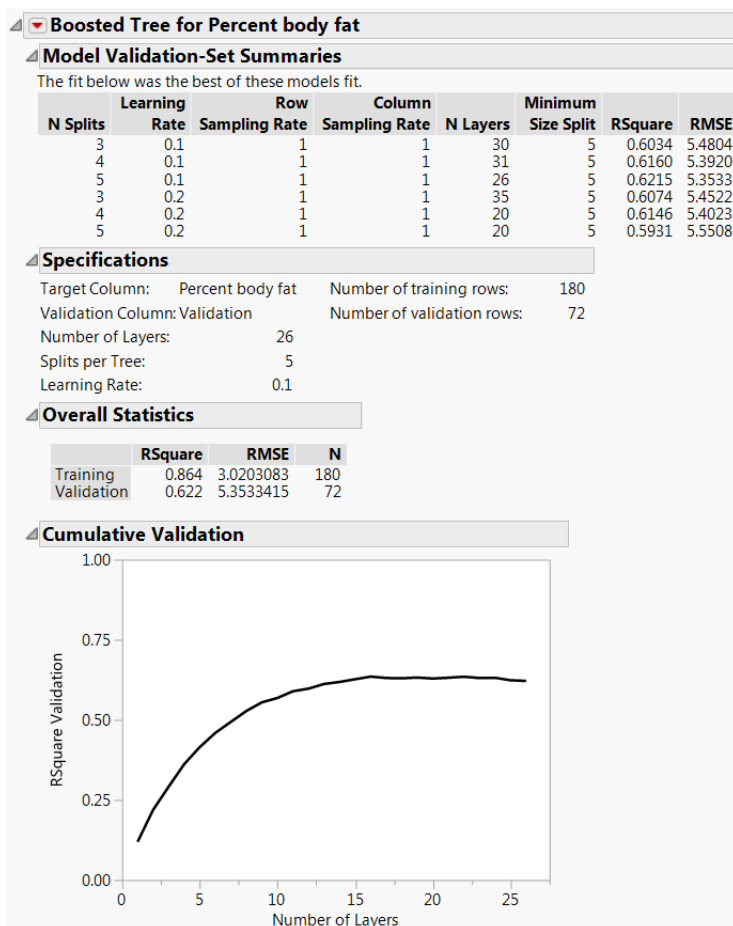 Boosted Tree for Percent body fat
Model Validation-Set Summaries
The fit below was the best of these models fit.
Learning Row Column Minimum
N Splits Rate Sampling Rate Sampling Rate N Layers Size Split RSquare RMSE
3 0.1 1 1 30 5 0.6034 5.4804
4 0.1 1 1 31 5 0.6160 5.3920
5 0.1 1 1 26 5 0.6215 5.3533
3 0.2 1 1 35 5 0.6074 5.4522
4 0.2 1 1 20 5 0.6146 5.4023
5 0.2 1 1 20 5 0.5931 5.5508
Specifications
Target Column: Percent body fat Number of training rows: 180
Validation Column: Validation Number of validation rows: 72
Number of Layers: 26
Splits per Tree: 5
Learning Rate: 0.1
Overall Statistics
RSquare RMSE N
Training 0.864 3.0203083 180
Validation 0.622 5.3533415 72
Cumulative Validation
1.00
0.75
0.50
0.25
0.00
RSquare Validation
0 5 10 15 20 25
Number of Layers